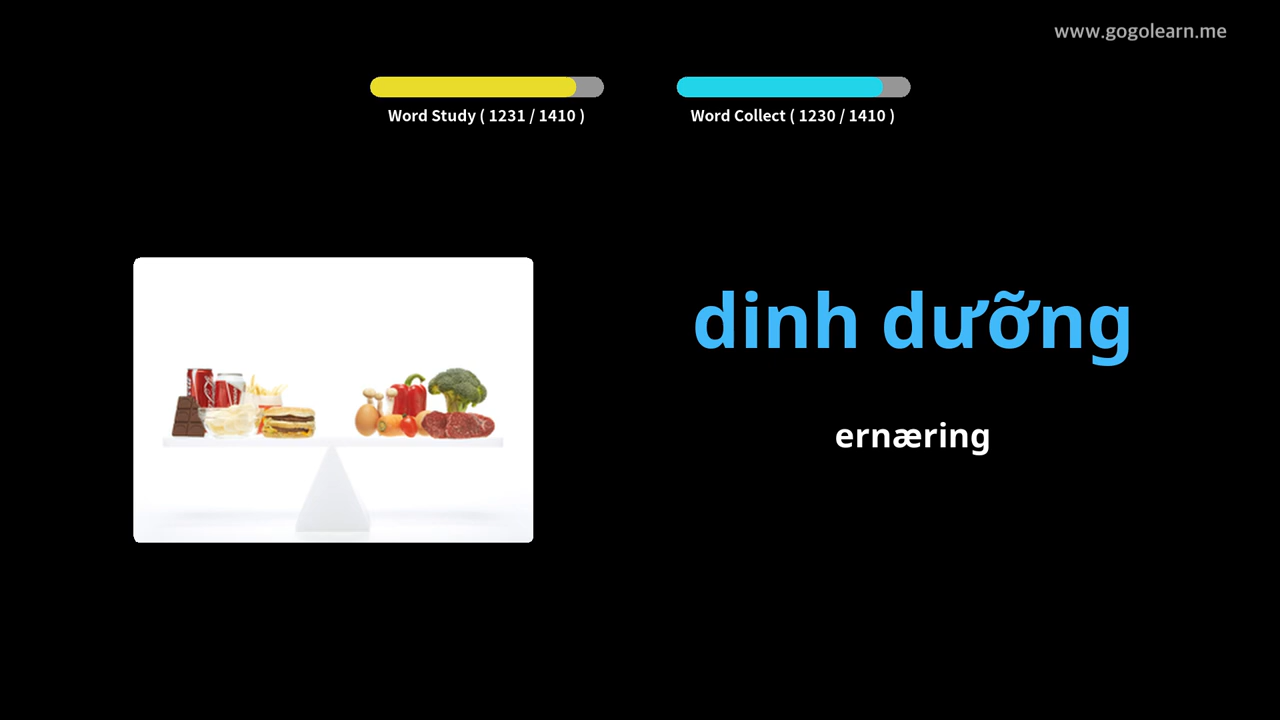 www.gogolearn.me
Word Study ( 1231 / 1410 )
Word Collect ( 1230 / 1410 )
dinh dưỡng
ernæring